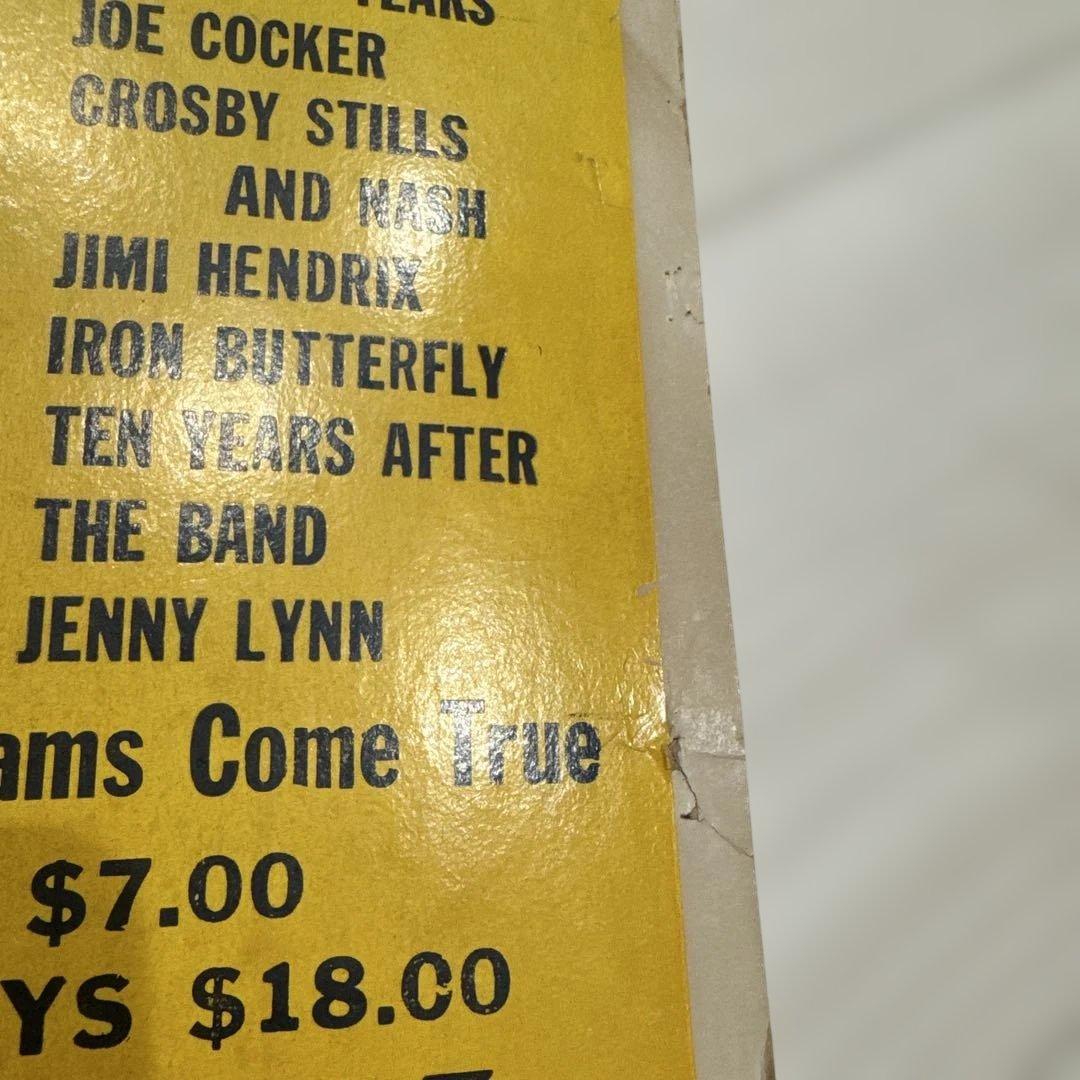 JOE COCKER
CROSBY STILLS
AND NASH
JIMI HENDRIX
IRON BUTTERFLY
TEN YEARS AFTER
THE BAND
JENNY LYNN
ams Come True
$7.00
YS $18.00